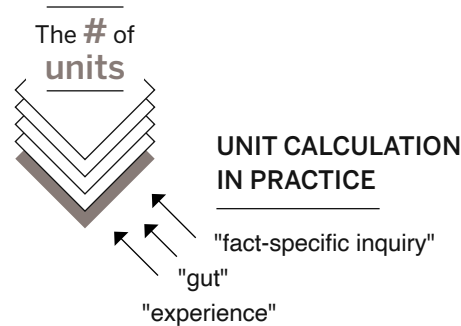 The # of
units
UNIT CALCULATION
IN PRACTICE
"fact-specific inquiry"
"gut"
"experience"